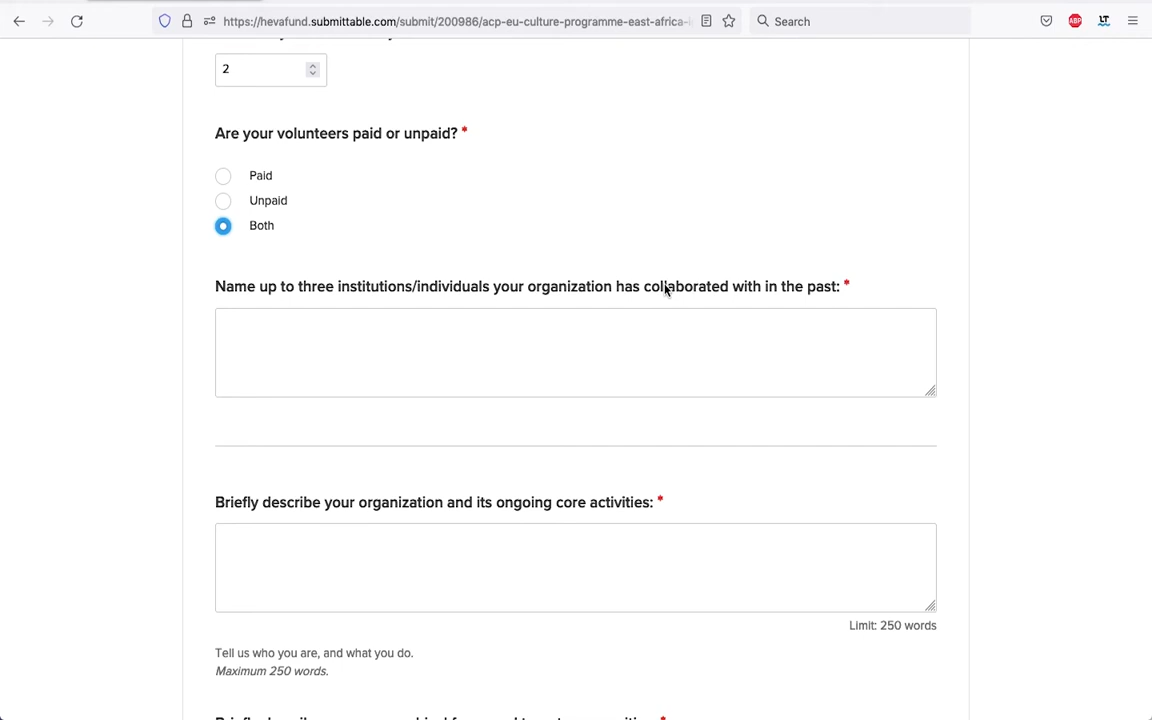 https://hevafund.submittable.com/submit/200986/acp-eu-culture-programme-east-africa-
Search
ABP
LT
2
Are your volunteers paid or unpaid? *
Paid
Unpaid
Both
Name up to three institutions/individuals your organization has collaborated with in the past: *
Briefly describe your organization and its ongoing core activities: *
Limit: 250 words
Tell us who you are, and what you do.
Maximum 250 words.